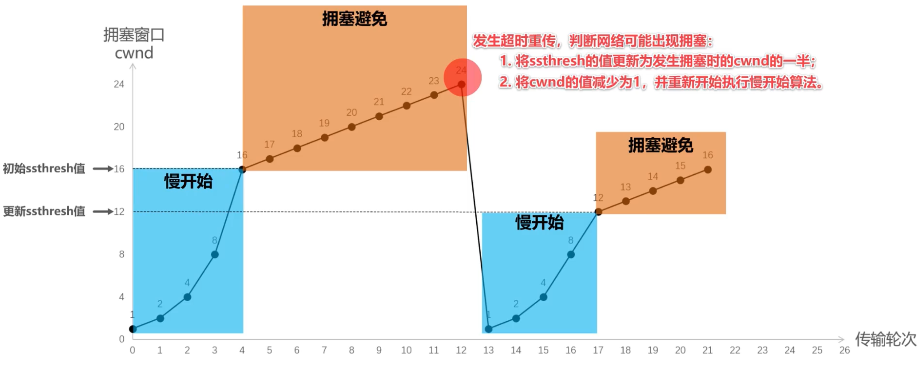 拥塞避免
拥塞窗口
cwnd
发生超时重传，判断网络可能出现拥塞：
1. 将ssthresh的值更新为发生拥塞时的cwnd的一半；
2. 将cwnd的值减少为1，并重新开始执行慢开始算法。
24
24
23
22
21
20
20
19
18
17
16
拥塞避免
初始ssthresh值
16
慢开始
16
15
14
13
12
更新ssthresh值
12
慢开始
8
8
8
4
4
4
2
2
1
1
0
0 1 2 3 4 5 6 7 8 9 10 11 12 13 14 15 16 17 18 19 20 21 22 23 24 25 26
传输轮次